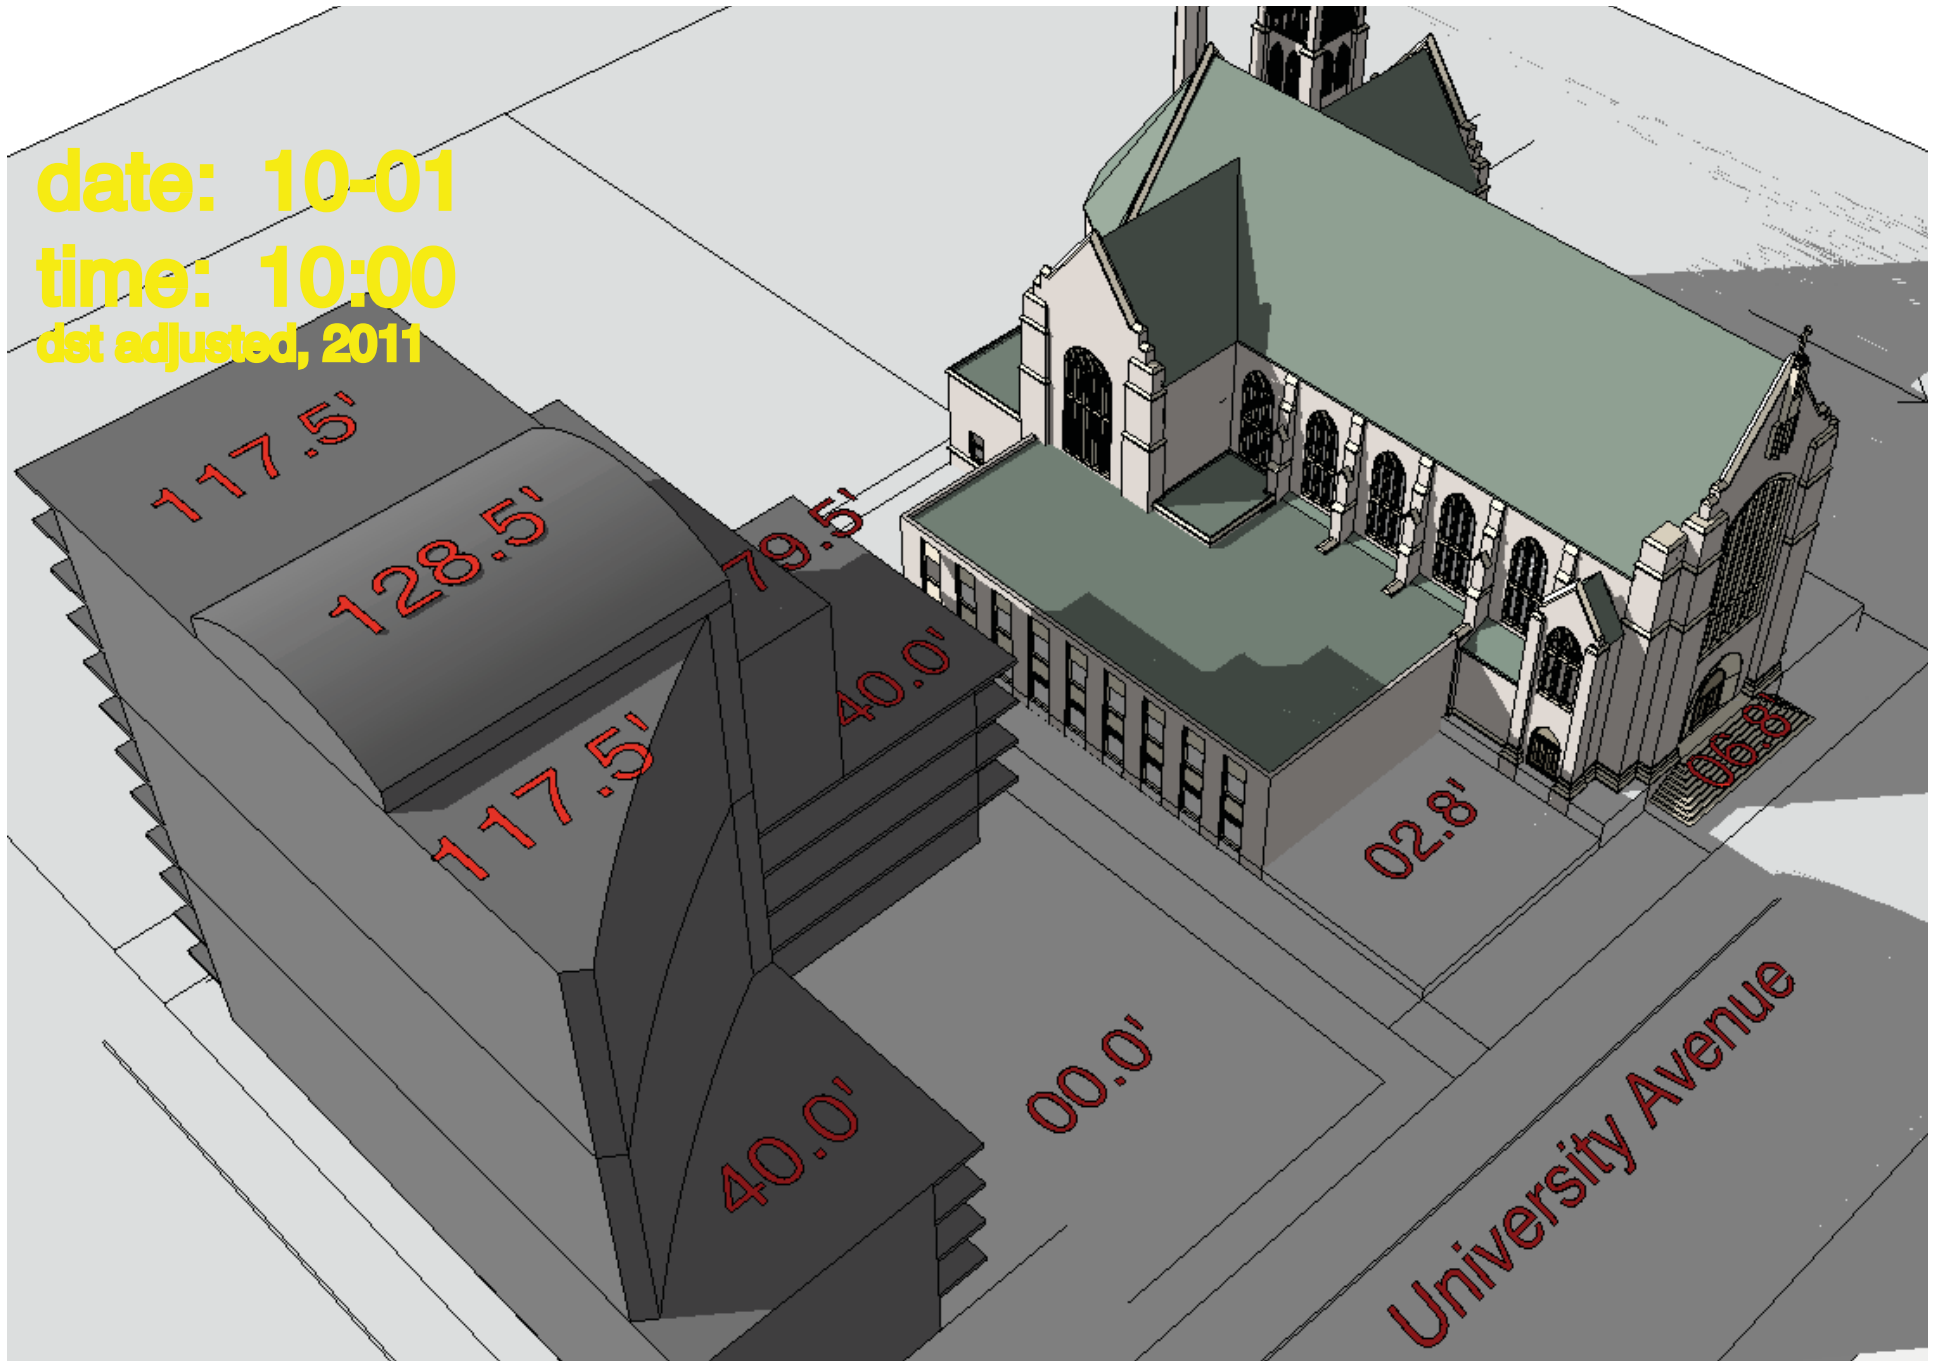 date: 10-01
time: 10:00
dst adjusted, 2011
117.5'
128.5'
79.5'
40.0'
117.5'
06.8'
02.8'
00.0'
40.0'
University Avenue